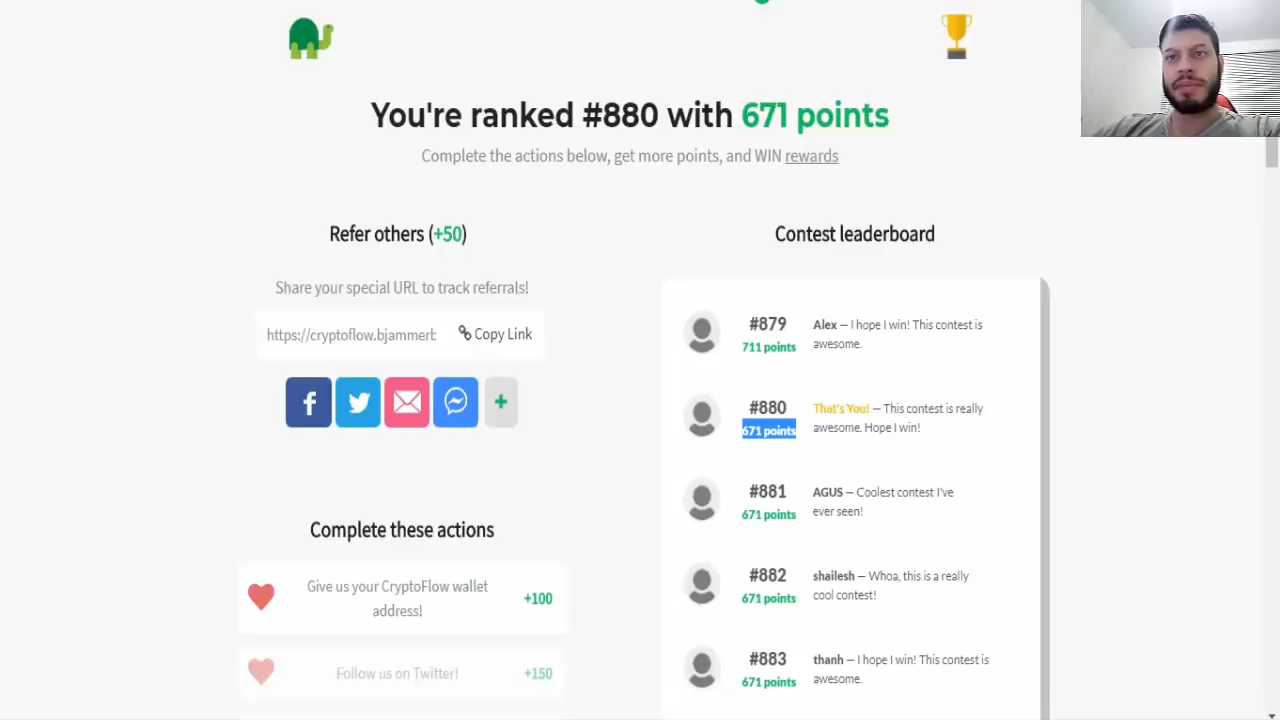 You're ranked #880 with 671 points
Complete the actions below, get more points, and WIN rewards
Refer others (+50)
Share your special URL to track referrals!
https://cryptoflow.bjammerb
Copy Link
Complete these actions
Give us your CryptoFlow wallet
address!
+100
Follow us on Twitter!
+150
Contest leaderboard
#879
711 points
Alex — I hope I win! This contest is
awesome.
#880
671 points
That's You! — This contest is really
awesome. Hope I win!
#881
671 points
AGUS — Coolest contest I've
ever seen!
#882
671 points
shailesh — Whoa, this is a really
cool contest!
#883
671 points
thanh — I hope I win! This contest is
awesome.